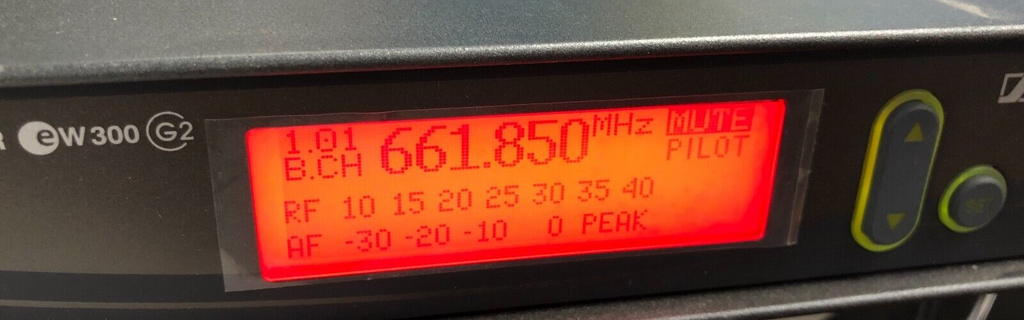 R ew 300 G2
1.01 661.850 MHz MUTE
B.CH PILOT
RF 10 15 20 25 30 35 40
AF -30 -20 -10 0 PEAK
SET